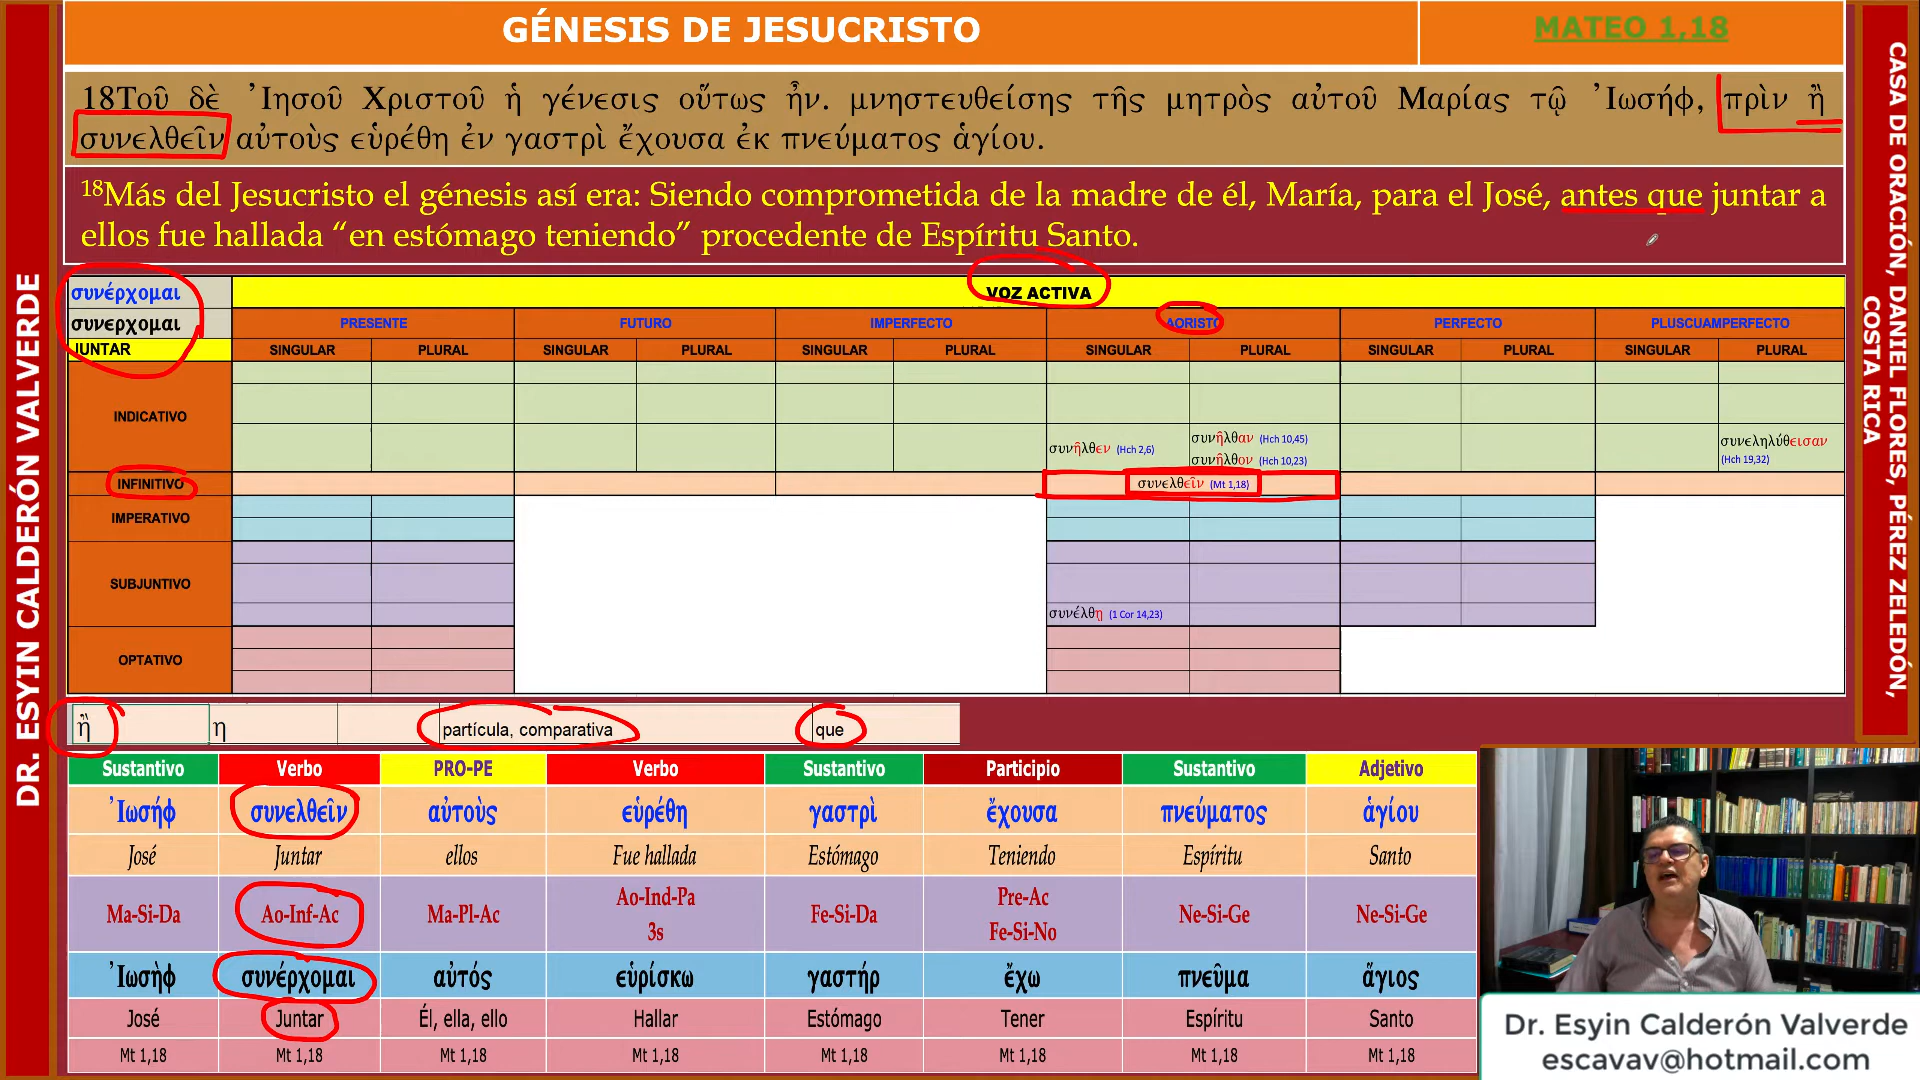 GÉNESIS DE JESUCRISTO
MATEO 1,18
18Τοῦ δὲ Ἰησοῦ Χριστοῦ ἡ γένεσις οὕτως ἦν. μνηστευθείσης τῆς μητρὸς αὐτοῦ Μαρίας τῷ Ἰωσήφ, πρὶν ἢ
συνελθεῖν αὐτοὺς εὑρέθη ἐν γαστρὶ ἔχουσα ἐκ πνεύματος ἁγίου.
18Más del Jesucristo el génesis así era: Siendo comprometida de la madre de él, María, para el José, antes que juntar a
ellos fue hallada “en estómago teniendo” procedente de Espíritu Santo.
συνέρχομαι VOZ ACTIVA
συνερχομαι PRESENTE FUTURO IMPERFECTO AORISTO PERFECTO PLUSCUAMPERFECTO
JUNTAR SINGULAR PLURAL SINGULAR PLURAL SINGULAR PLURAL SINGULAR PLURAL SINGULAR PLURAL SINGULAR PLURAL
INDICATIVO
συνῆλθεν (Hch 2,6) συνῆλθαν (Hch 10,45) συνεληλύθεισαν
συνῆλθον (Hch 10,23) (Hch 19,32)
INFINITIVO συνελθεῖν (Mt 1,18)
IMPERATIVO
SUBJUNTIVO
συνέλθῃ (1 Cor 14,23)
OPTATIVO
ἢ η partícula, comparativa que
Sustantivo Verbo PRO-PE Verbo Sustantivo Participio Sustantivo Adjetivo
Ἰωσήφ συνελθεῖν αὐτοὺς εὑρέθη γαστρὶ ἔχουσα πνεύματος ἁγίου
José Juntar ellos Fue hallada Estómago Teniendo Espíritu Santo
Ma-Si-Da Ao-Inf-Ac Ma-Pl-Ac Ao-Ind-Pa 3s Fe-Si-Da Pre-Ac Fe-Si-No Ne-Si-Ge Ne-Si-Ge
Ἰωσὴφ συνέρχομαι αὐτός εὑρίσκω γαστήρ ἔχω πνεῦμα ἅγιος
José Juntar Él, ella, ello Hallar Estómago Tener Espíritu Santo
Mt 1,18 Mt 1,18 Mt 1,18 Mt 1,18 Mt 1,18 Mt 1,18 Mt 1,18 Mt 1,18
DR. ESYIN CALDERÓN VALVERDE
CASA DE ORACIÓN, DANIEL FLORES, PÉREZ ZELEDÓN,
COSTA RICA
Dr. Esyin Calderón Valverde
escavav@hotmail.com